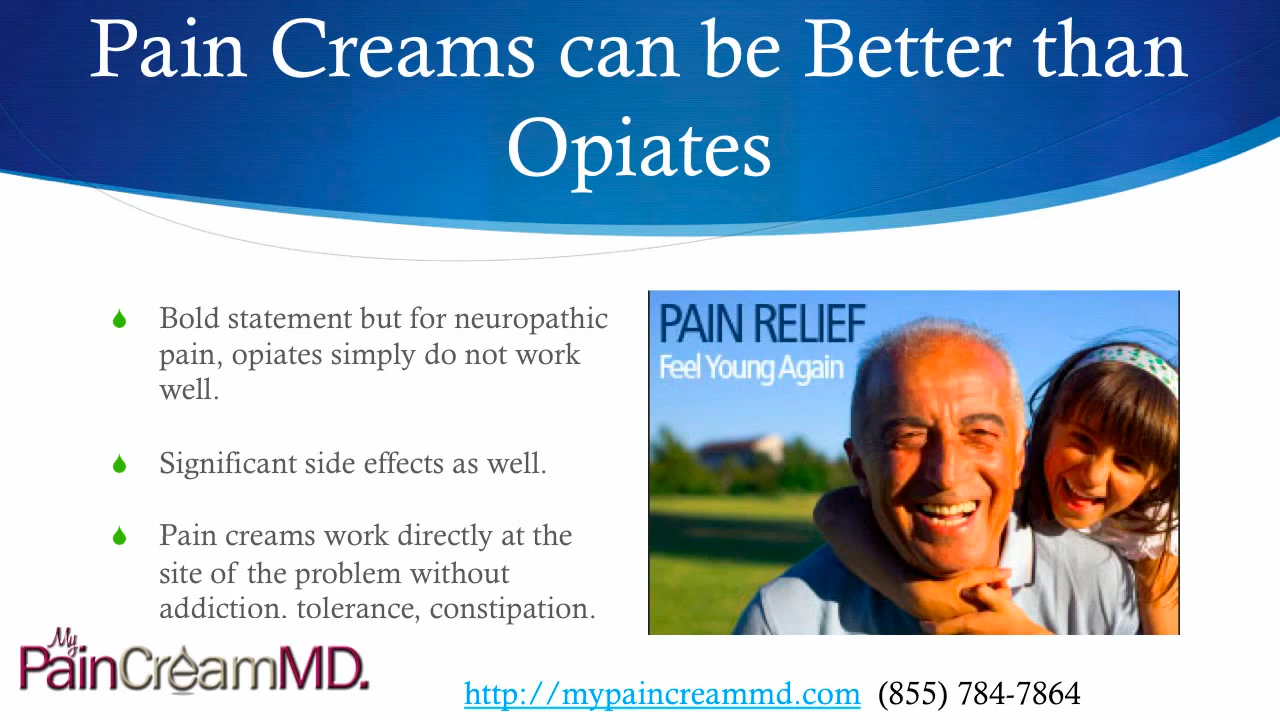 Pain Creams can be Better than
Opiates
Bold statement but for neuropathic
pain, opiates simply do not work
well.
Significant side effects as well.
Pain creams work directly at the
site of the problem without
addiction. tolerance, constipation.
PAIN RELIEF
Feel Young Again
My
PainCreamMD.
http://mypaincreammd.com (855) 784-7864